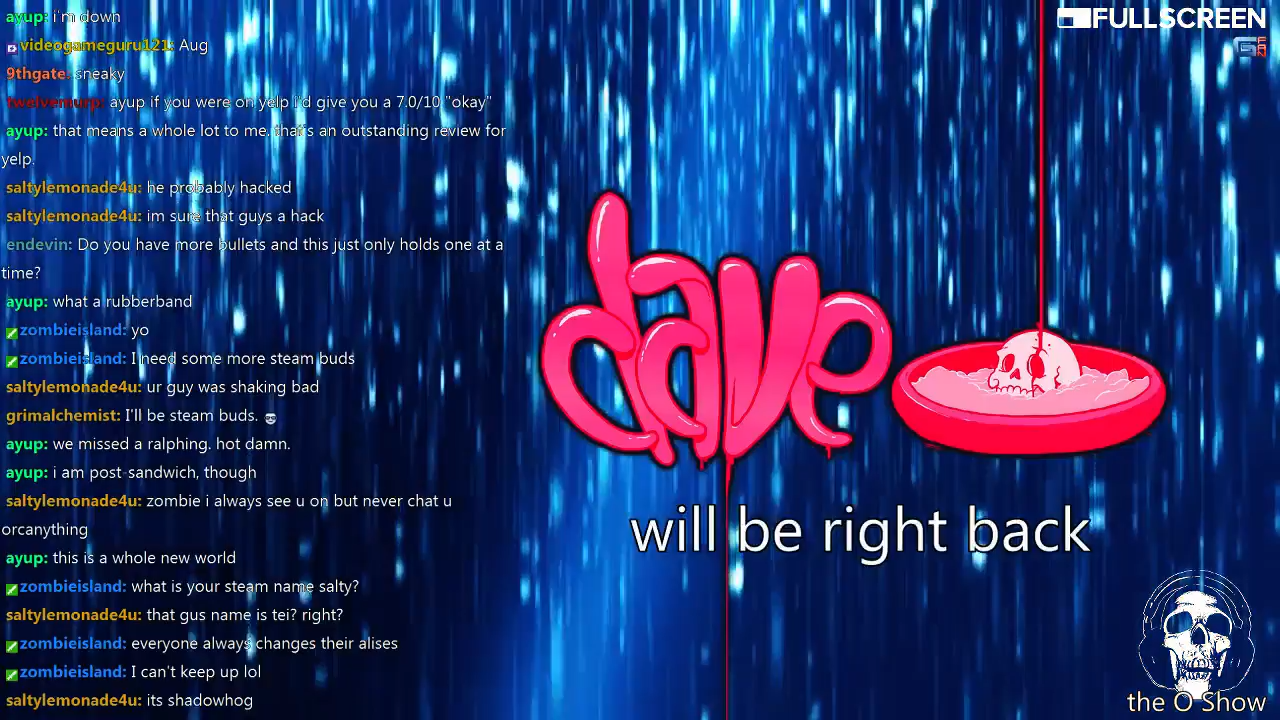 ayup: i'm down
videogameguru121: Aug
9thgate: sneaky
twelvemurp: ayup if you were on yelp I'd give you a 7.0/10 "okay"
ayup: that means a whole lot to me. that's an outstanding review for
yelp.
saltylemonade4u: he probably hacked
saltylemonade4u: im sure that guys a hack
endevin: Do you have more bullets and this just only holds one at a
time?
ayup: what a rubberband
zombieisland: yo
zombieisland: I need some more steam buds
saltylemonade4u: ur guy was shaking bad
grimalchemist: I'll be steam buds.
ayup: we missed a ralphing. hot damn.
ayup: i am post-sandwich, though
saltylemonade4u: zombie i always see u on but never chat u
orcanything
ayup: this is a whole new world
zombieisland: what is your steam name salty?
saltylemonade4u: that gus name is tei? right?
zombieisland: everyone always changes their alises
zombieisland: I can't keep up lol
saltylemonade4u: its shadowhog
FULLSCREEN
dave
will be right back
the O Show